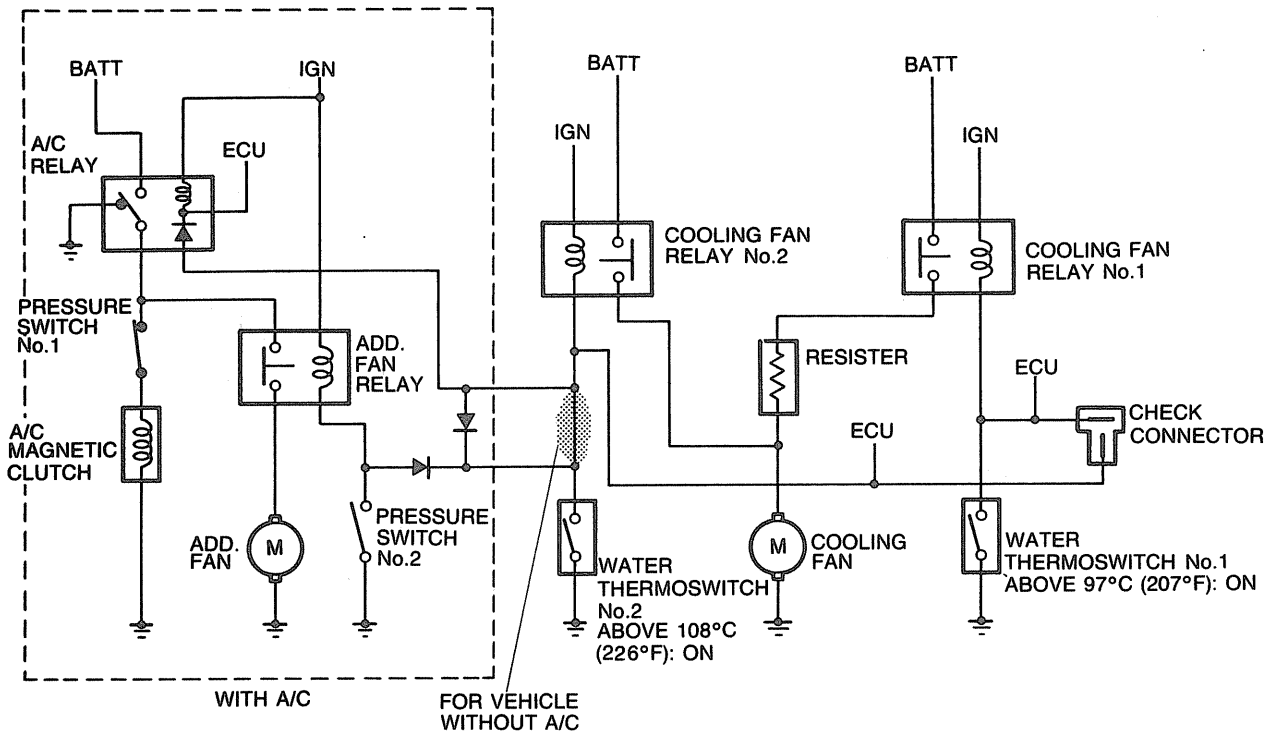 BATT
IGN
A/C
RELAY
ECU
PRESSURE
SWITCH
No.1
ADD.
FAN
RELAY
A/C
MAGNETIC
CLUTCH
ADD.
FAN
M
PRESSURE
SWITCH
No.2
WITH A/C
FOR VEHICLE
WITHOUT A/C
BATT
IGN
COOLING FAN
RELAY No.2
BATT
IGN
COOLING FAN
RELAY No.1
RESISTER
ECU
ECU
CHECK
CONNECTOR
WATER
THERMOSWITCH
No.2
ABOVE 108°C
(226°F): ON
M
COOLING
FAN
WATER
THERMOSWITCH No.1
ABOVE 97°C (207°F): ON